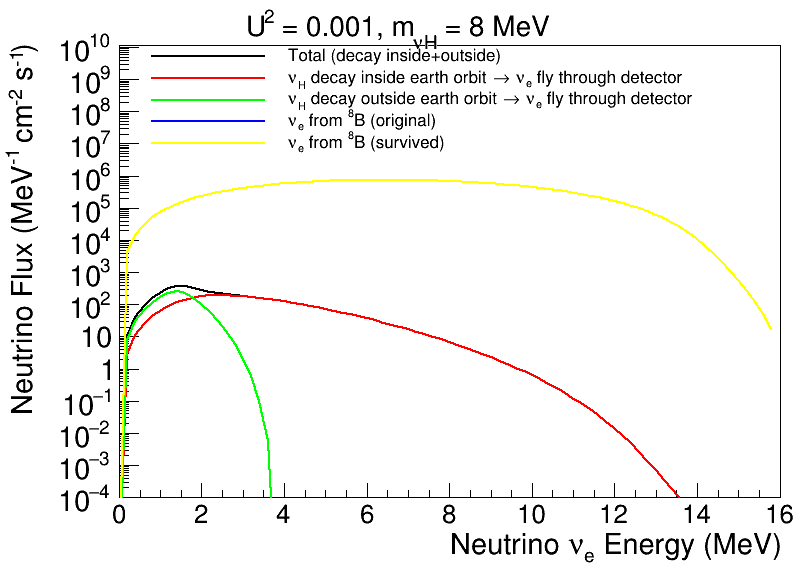 U² = 0.001, m_νH = 8 MeV
Total (decay inside+outside)
ν_H decay inside earth orbit → ν_e fly through detector
ν_H decay outside earth orbit → ν_e fly through detector
ν_e from ⁸B (original)
ν_e from ⁸B (survived)
Neutrino Flux (MeV⁻¹ cm⁻² s⁻¹)
10¹⁰
10⁹
10⁸
10⁷
10⁶
10⁵
10⁴
10³
10²
10
1
10⁻¹
10⁻²
10⁻³
10⁻⁴
0 2 4 6 8 10 12 14 16
Neutrino ν_e Energy (MeV)